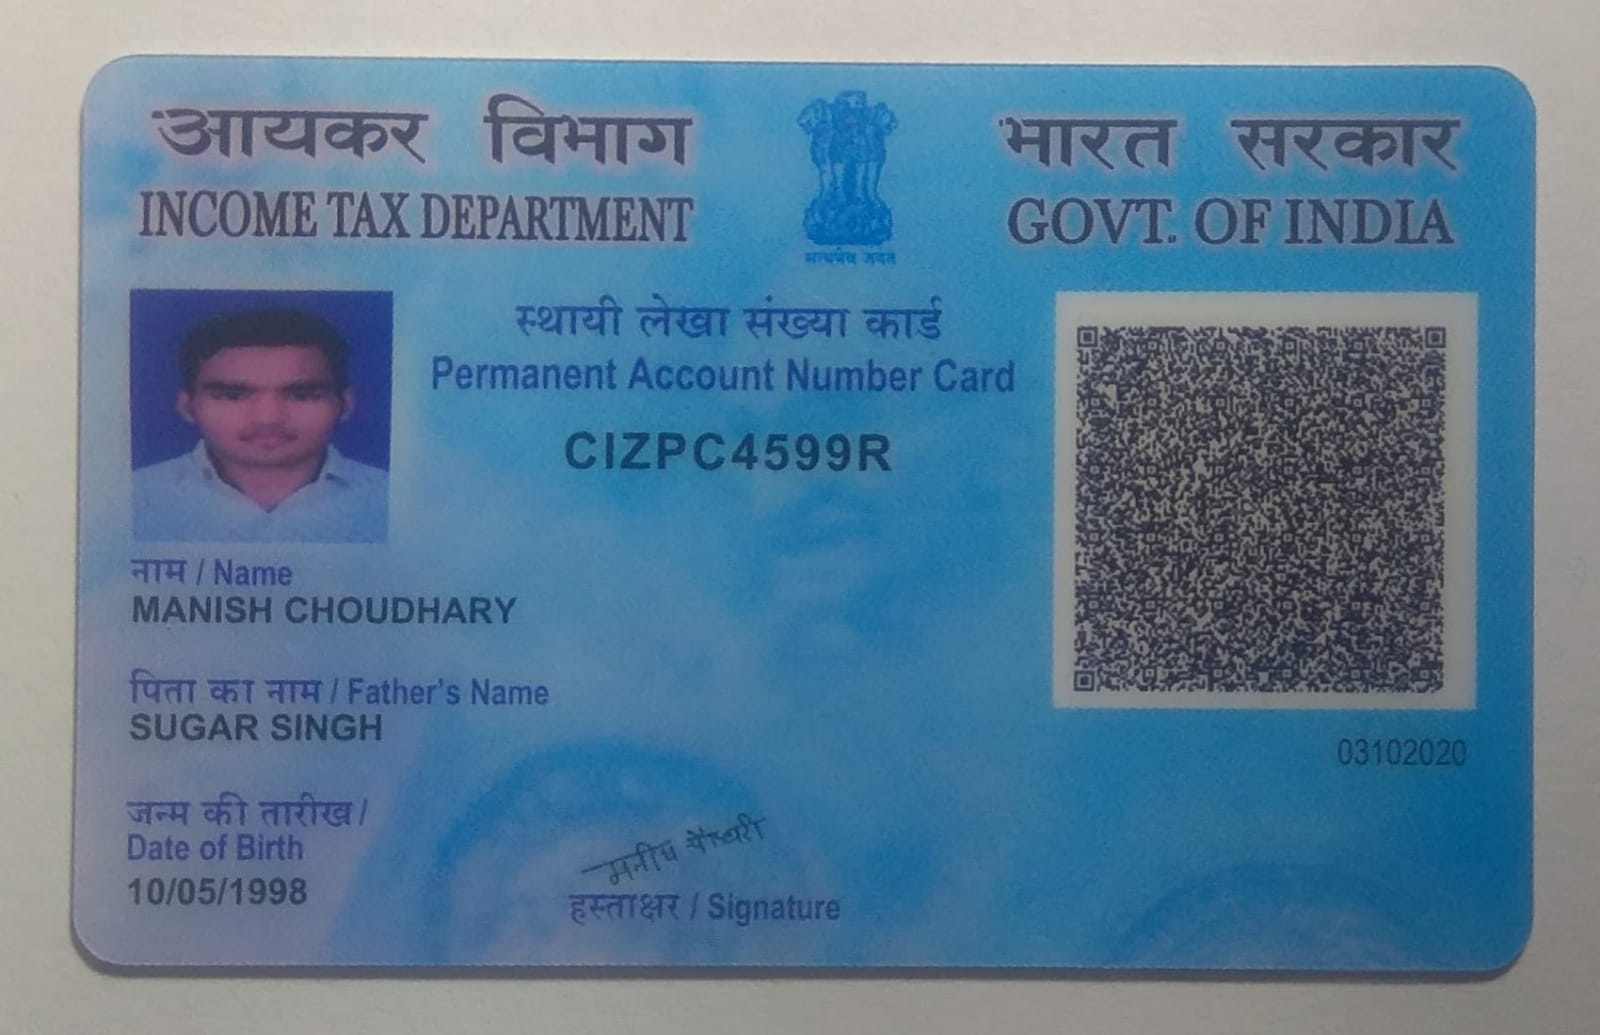 आयकर विभाग
INCOME TAX DEPARTMENT
सत्यमेव जयते
भारत सरकार
GOVT. OF INDIA
स्थायी लेखा संख्या कार्ड
Permanent Account Number Card
CIZPC4599R
नाम / Name
MANISH CHOUDHARY
पिता का नाम / Father's Name
SUGAR SINGH
03102020
जन्म की तारीख /
Date of Birth
10/05/1998
मनीष चौधरी
हस्ताक्षर / Signature